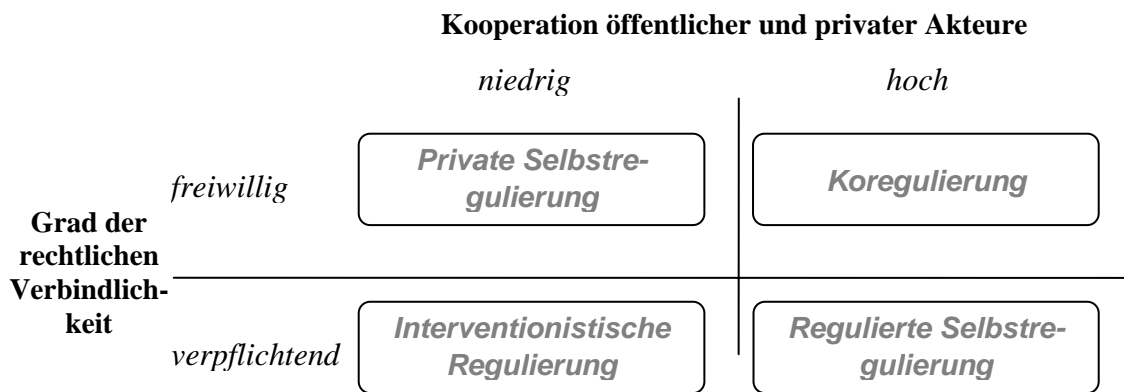 Kooperation öffentlicher und privater Akteure
niedrig
hoch
Private Selbstre-
gulierung
Koregulierung
freiwillig
Grad der
rechtlichen
Verbindlich-
keit
Interventionistische
Regulierung
Regulierte Selbstre-
gulierung
verpflichtend